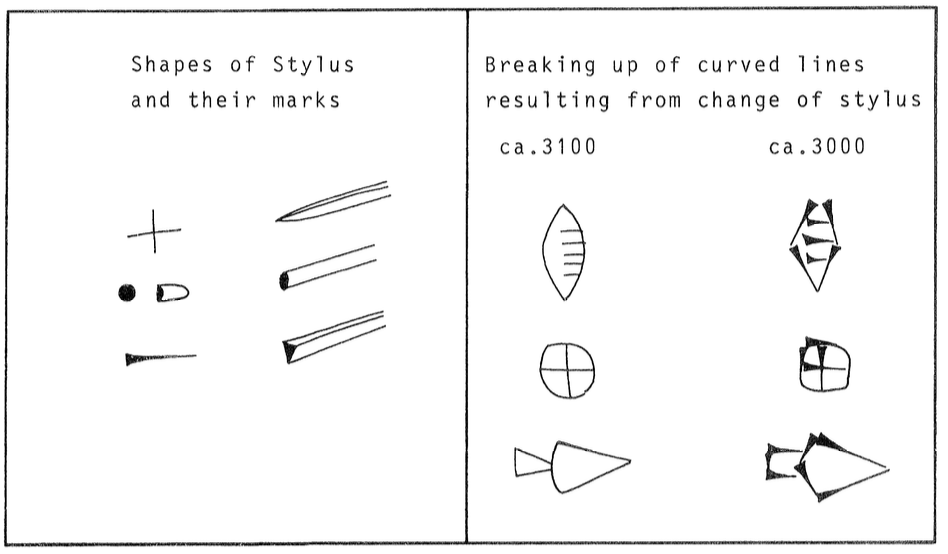 Shapes of Stylus
and their marks
Breaking up of curved lines
resulting from change of stylus
ca.3100
ca.3000